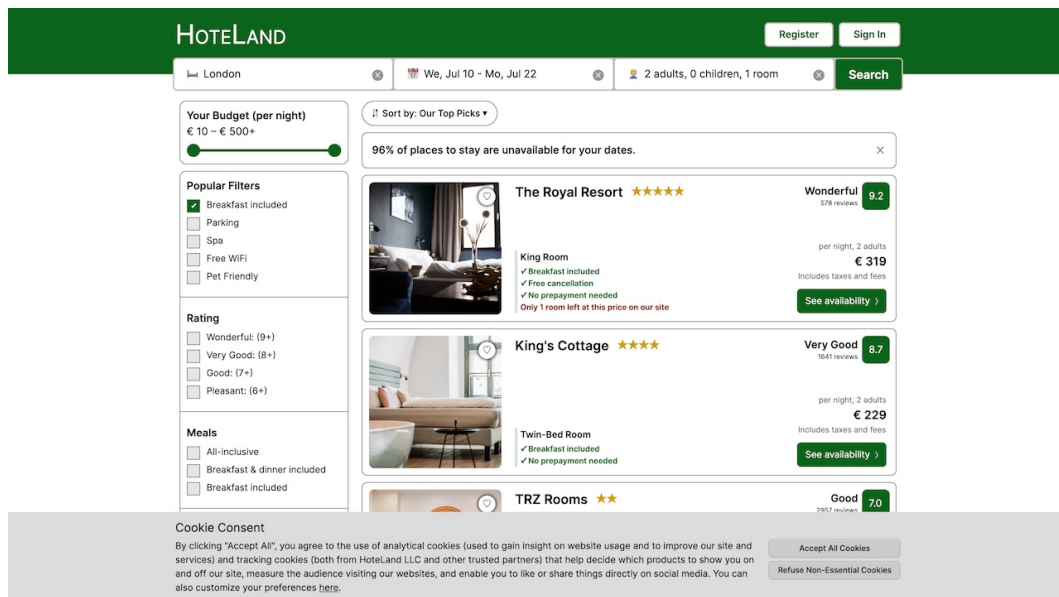 HOTELAND
Register
Sign In
London
We, Jul 10 - Mo, Jul 22
2 adults, 0 children, 1 room
Search
Your Budget (per night)
€ 10 – € 500+
Popular Filters
✔ Breakfast included
Parking
Spa
Free WiFi
Pet Friendly
Rating
Wonderful: (9+)
Very Good: (8+)
Good: (7+)
Pleasant: (6+)
Meals
All-inclusive
Breakfast & dinner included
Breakfast included
Sort by: Our Top Picks ▾
96% of places to stay are unavailable for your dates.
The Royal Resort ★★★★★
Wonderful
578 reviews
9.2
King Room
✓Breakfast included
✓Free cancellation
✓No prepayment needed
Only 1 room left at this price on our site
per night, 2 adults
€ 319
Includes taxes and fees
See availability 〉
King's Cottage ★★★★
Very Good
1641 reviews
8.7
Twin-Bed Room
✓Breakfast included
✓No prepayment needed
per night, 2 adults
€ 229
Includes taxes and fees
See availability 〉
TRZ Rooms ★★
Good
2957 reviews
7.0
Cookie Consent
By clicking "Accept All", you agree to the use of analytical cookies (used to gain insight on website usage and to improve our site and
services) and tracking cookies (both from HoteLand LLC and other trusted partners) that help decide which products to show you on
and off our site, measure the audience visiting our websites, and enable you to like or share things directly on social media. You can
also customize your preferences here.
Accept All Cookies
Refuse Non-Essential Cookies